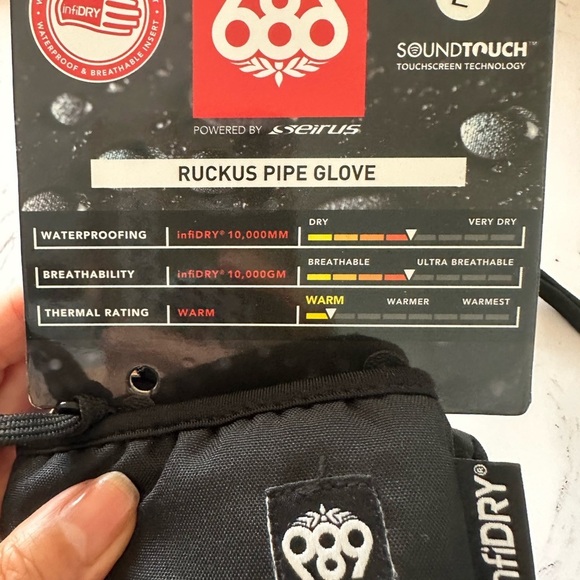 infiDRY
WATERPROOF & BREATHABLE INSERT
686
L
SOUNDTOUCH™
TOUCHSCREEN TECHNOLOGY
POWERED BY seirus
RUCKUS PIPE GLOVE
DRY VERY DRY
WATERPROOFING infiDRY® 10,000MM
BREATHABLE ULTRA BREATHABLE
BREATHABILITY infiDRY® 10,000GM
WARM WARMER WARMEST
THERMAL RATING WARM
686
infiDRY®